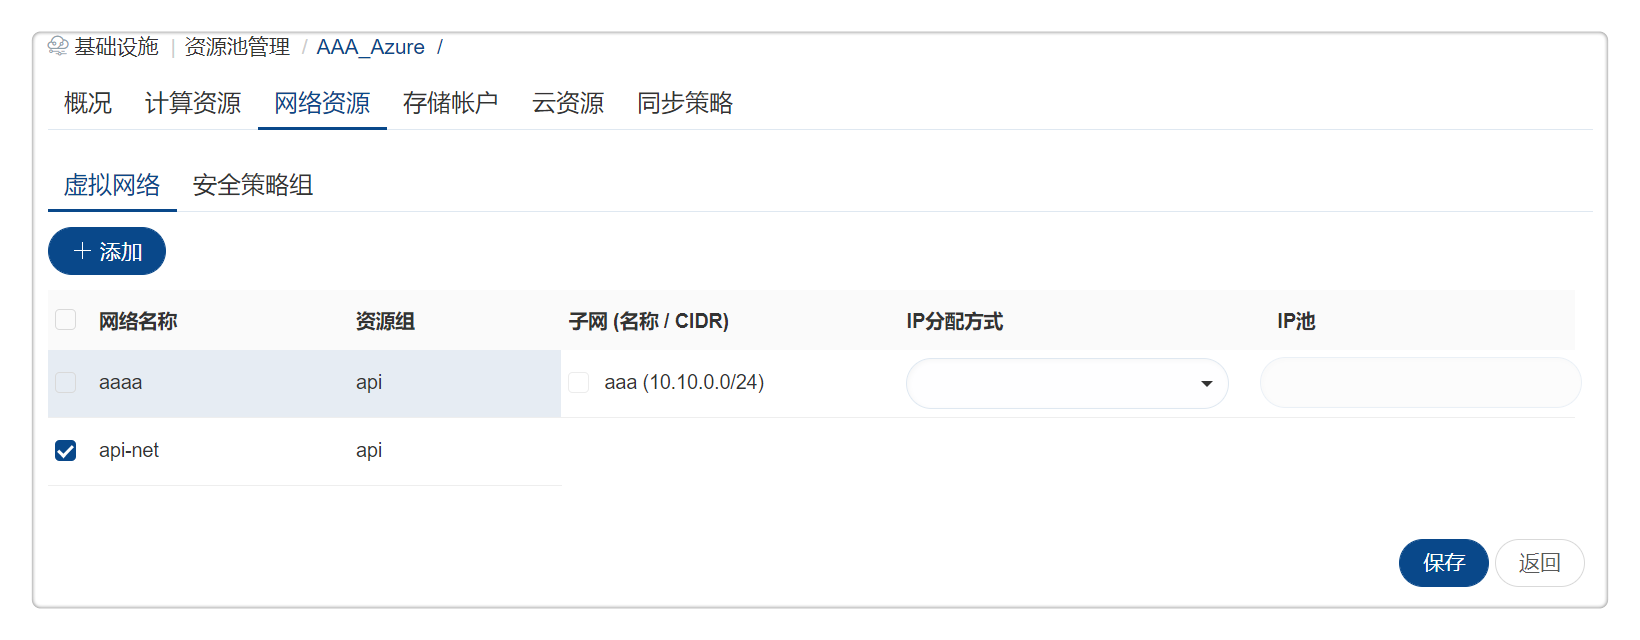 基础设施 | 资源池管理 / AAA_Azure /
概况 计算资源 网络资源 存储帐户 云资源 同步策略
虚拟网络 安全策略组
添加
网络名称 资源组 子网 (名称 / CIDR) IP分配方式 IP池
aaaa api aaa (10.10.0.0/24)
api-net api
保存 返回